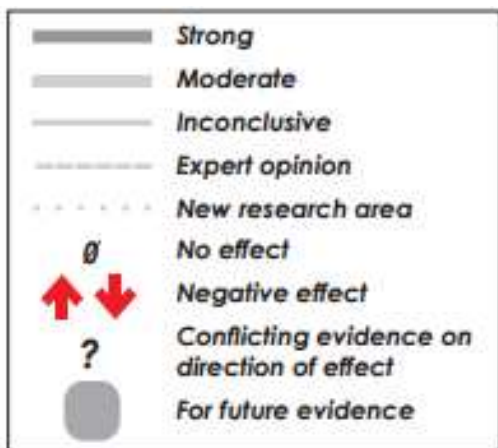 Strong
Moderate
Inconclusive
Expert opinion
New research area
Ø No effect
Negative effect
? Conflicting evidence on
direction of effect
For future evidence